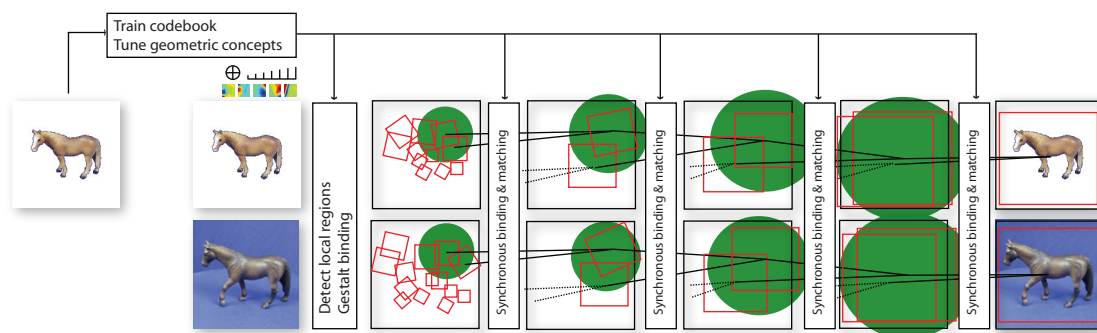 Train codebook
Tune geometric concepts
Detect local regions
Gestalt binding
Synchronous binding & matching
Synchronous binding & matching
Synchronous binding & matching
Synchronous binding & matching